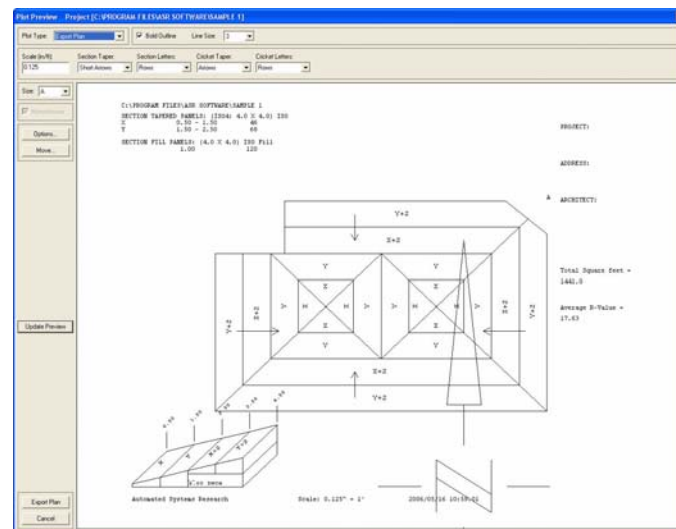 Plot Preview Project [C:\PROGRAM FILES\ASR SOFTWARE\SAMPLE 1]
Plot Type: Export Plan Bold Outline Line Size: 3
Scale (in/ft) Section Taper: Section Letters: Cricket Taper: Cricket Letters:
0.125 Short Arrows Rows Arrows Rows
Size: A
Options...
Move...
Update Preview
Export Plan
Cancel
C:\PROGRAM FILES\ASR SOFTWARE\SAMPLE 1
SECTION TAPERED PANELS: (ISO4) 4.0 X 4.0) ISO
X 0.50 - 1.50 46
Y 1.50 - 2.50 68
SECTION FILL PANELS: (4.0 X 4.0) ISO Fill
1.00 120
PROJECT:
ADDRESS:
A ARCHITECT:
Total Square feet =
1442.0
Average R-Value =
17.63
Y+2
X+2
Y Y
X X
Y+2 X+2 Y X X Y X X Y X+2 Y+2
X X
Y Y
X+2
Y+2
X Y X+2 Y+2
Automated Systems Research Scale: 0.125" = 1' 2006/05/16